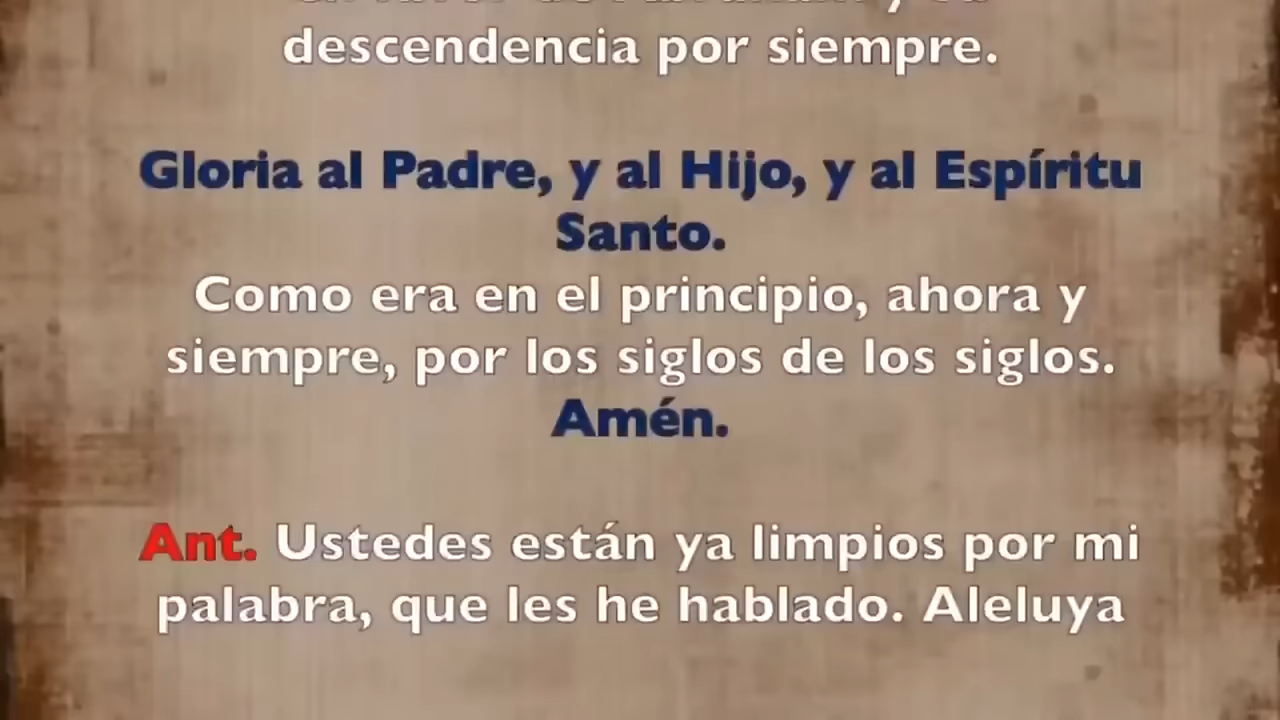 descendencia por siempre.
Gloria al Padre, y al Hijo, y al Espíritu
Santo.
Como era en el principio, ahora y
siempre, por los siglos de los siglos.
Amén.
Ant. Ustedes están ya limpios por mi
palabra, que les he hablado. Aleluya